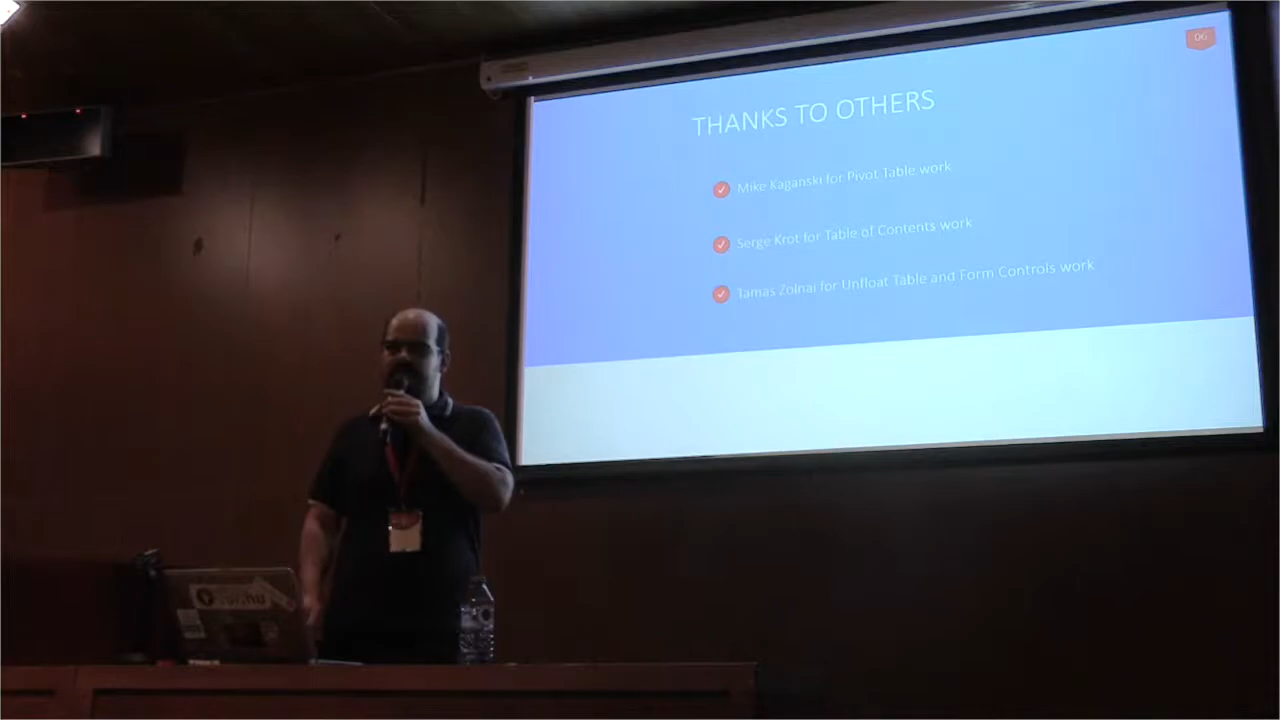 06
THANKS TO OTHERS
Mike Kaganski for Pivot Table work
Serge Krot for Table of Contents work
Tamas Zolnai for Unfloat Table and Form Controls work